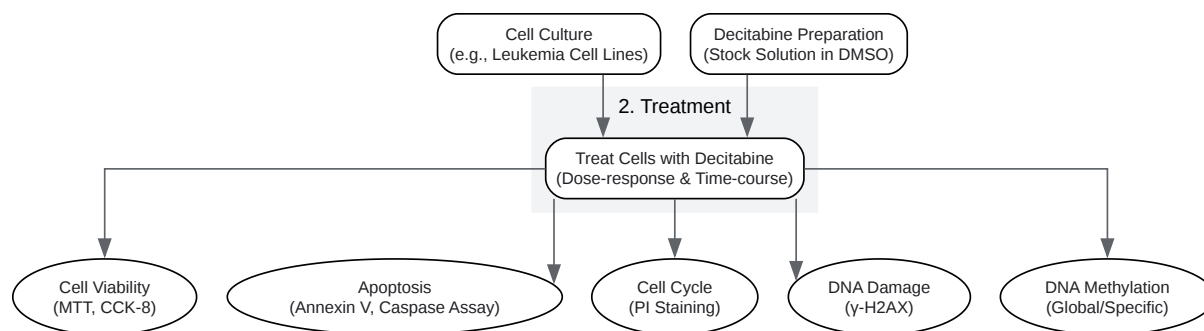 Cell Culture
(e.g., Leukemia Cell Lines)
Decitabine Preparation
(Stock Solution in DMSO)
2. Treatment
Treat Cells with Decitabine
(Dose-response & Time-course)
Cell Viability
(MTT, CCK-8)
Apoptosis
(Annexin V, Caspase Assay)
Cell Cycle
(PI Staining)
DNA Damage
(γ-H2AX)
DNA Methylation
(Global/Specific)